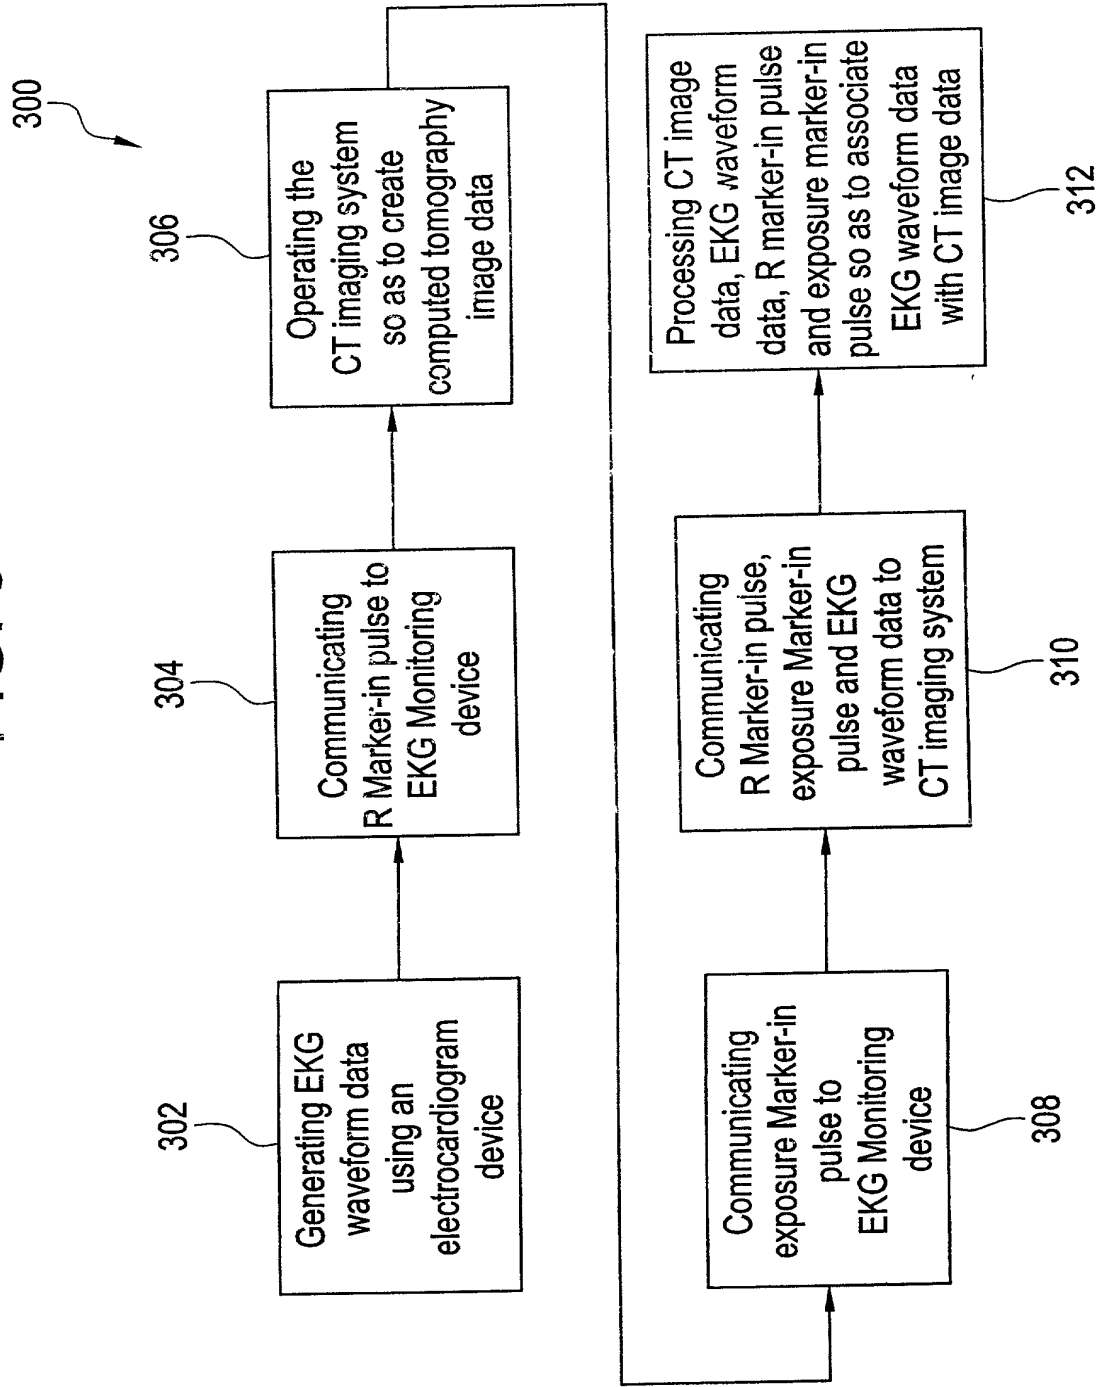 300
302
Generating EKG
waveform data
using an
electrocardiogram
device
304
Communicating
R Marker-in pulse to
EKG Monitoring
device
306
Operating the
CT imaging system
so as to create
computed tomography
image data
Communicating
exposure Marker-in
pulse to
EKG Monitoring
device
308
Communicating
R Marker-in pulse,
exposure Marker-in
pulse and EKG
waveform data to
CT imaging system
310
Processing CT image
data, EKG waveform
data, R marker-in pulse
and exposure marker-in
pulse so as to associate
EKG waveform data
with CT image data
312